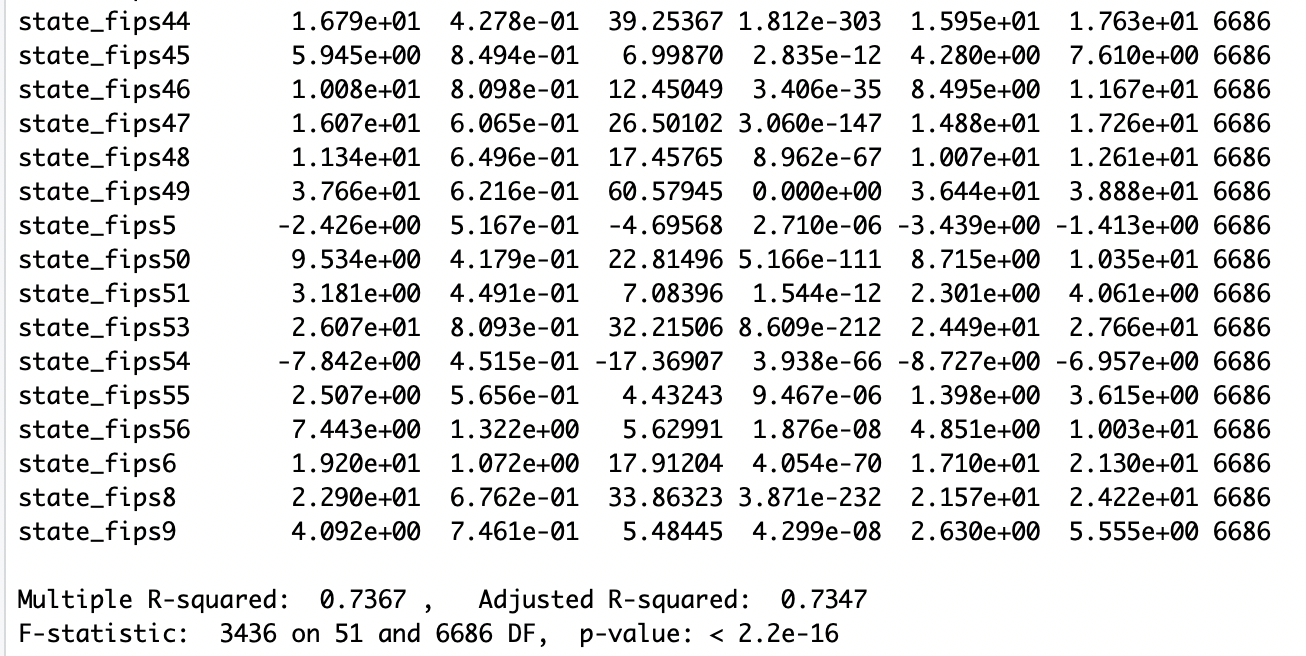 state_fips44 1.679e+01 4.278e-01 39.25367 1.812e-303 1.595e+01 1.763e+01 6686
state_fips45 5.945e+00 8.494e-01 6.99870 2.835e-12 4.280e+00 7.610e+00 6686
state_fips46 1.008e+01 8.098e-01 12.45049 3.406e-35 8.495e+00 1.167e+01 6686
state_fips47 1.607e+01 6.065e-01 26.50102 3.060e-147 1.488e+01 1.726e+01 6686
state_fips48 1.134e+01 6.496e-01 17.45765 8.962e-67 1.007e+01 1.261e+01 6686
state_fips49 3.766e+01 6.216e-01 60.57945 0.000e+00 3.644e+01 3.888e+01 6686
state_fips5 -2.426e+00 5.167e-01 -4.69568 2.710e-06 -3.439e+00 -1.413e+00 6686
state_fips50 9.534e+00 4.179e-01 22.81496 5.166e-111 8.715e+00 1.035e+01 6686
state_fips51 3.181e+00 4.491e-01 7.08396 1.544e-12 2.301e+00 4.061e+00 6686
state_fips53 2.607e+01 8.093e-01 32.21506 8.609e-212 2.449e+01 2.766e+01 6686
state_fips54 -7.842e+00 4.515e-01 -17.36907 3.938e-66 -8.727e+00 -6.957e+00 6686
state_fips55 2.507e+00 5.656e-01 4.43243 9.467e-06 1.398e+00 3.615e+00 6686
state_fips56 7.443e+00 1.322e+00 5.62991 1.876e-08 4.851e+00 1.003e+01 6686
state_fips6 1.920e+01 1.072e+00 17.91204 4.054e-70 1.710e+01 2.130e+01 6686
state_fips8 2.290e+01 6.762e-01 33.86323 3.871e-232 2.157e+01 2.422e+01 6686
state_fips9 4.092e+00 7.461e-01 5.48445 4.299e-08 2.630e+00 5.555e+00 6686
Multiple R-squared:  0.7367 ,   Adjusted R-squared:  0.7347
F-statistic:  3436 on 51 and 6686 DF,  p-value: < 2.2e-16